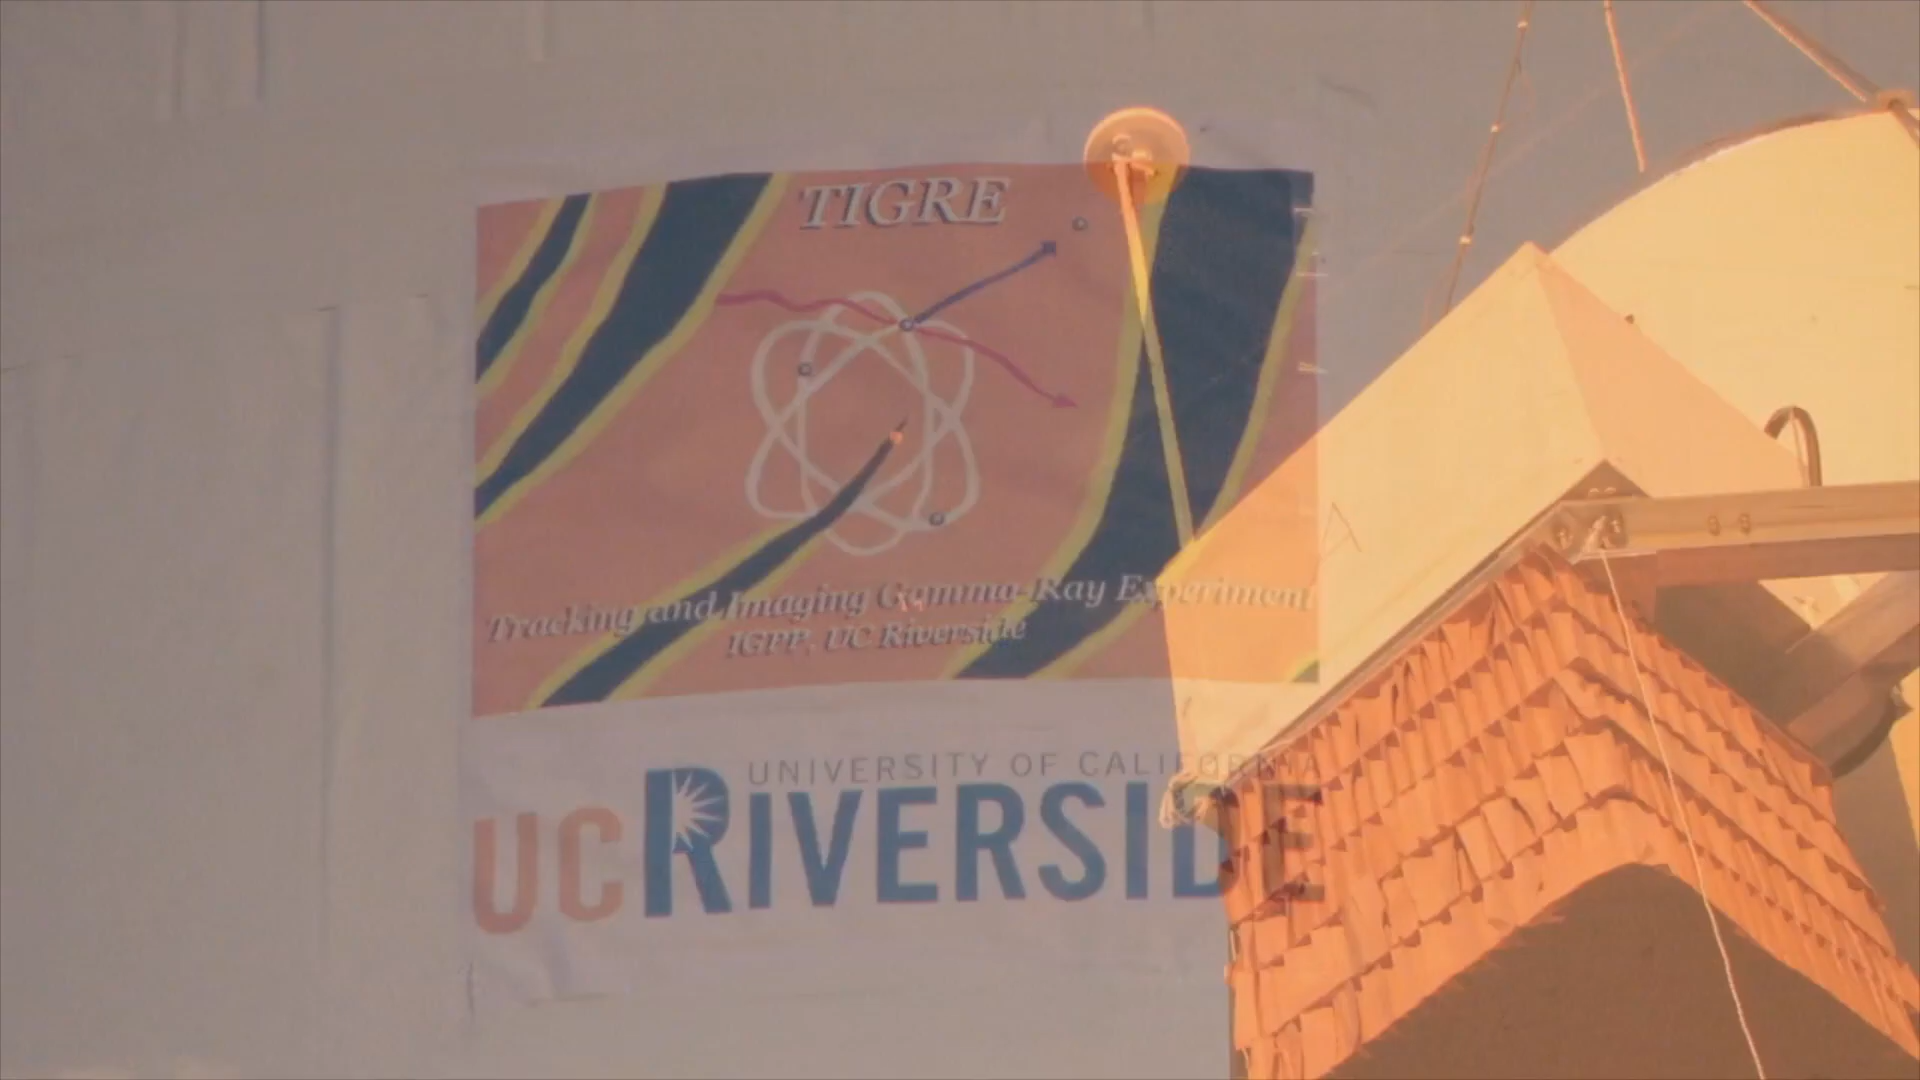 TIGRE
Tracking and Imaging Gamma-Ray Experiment
IGPP, UC Riverside
UNIVERSITY OF CALIFORNIA
UCRIVERSIDE